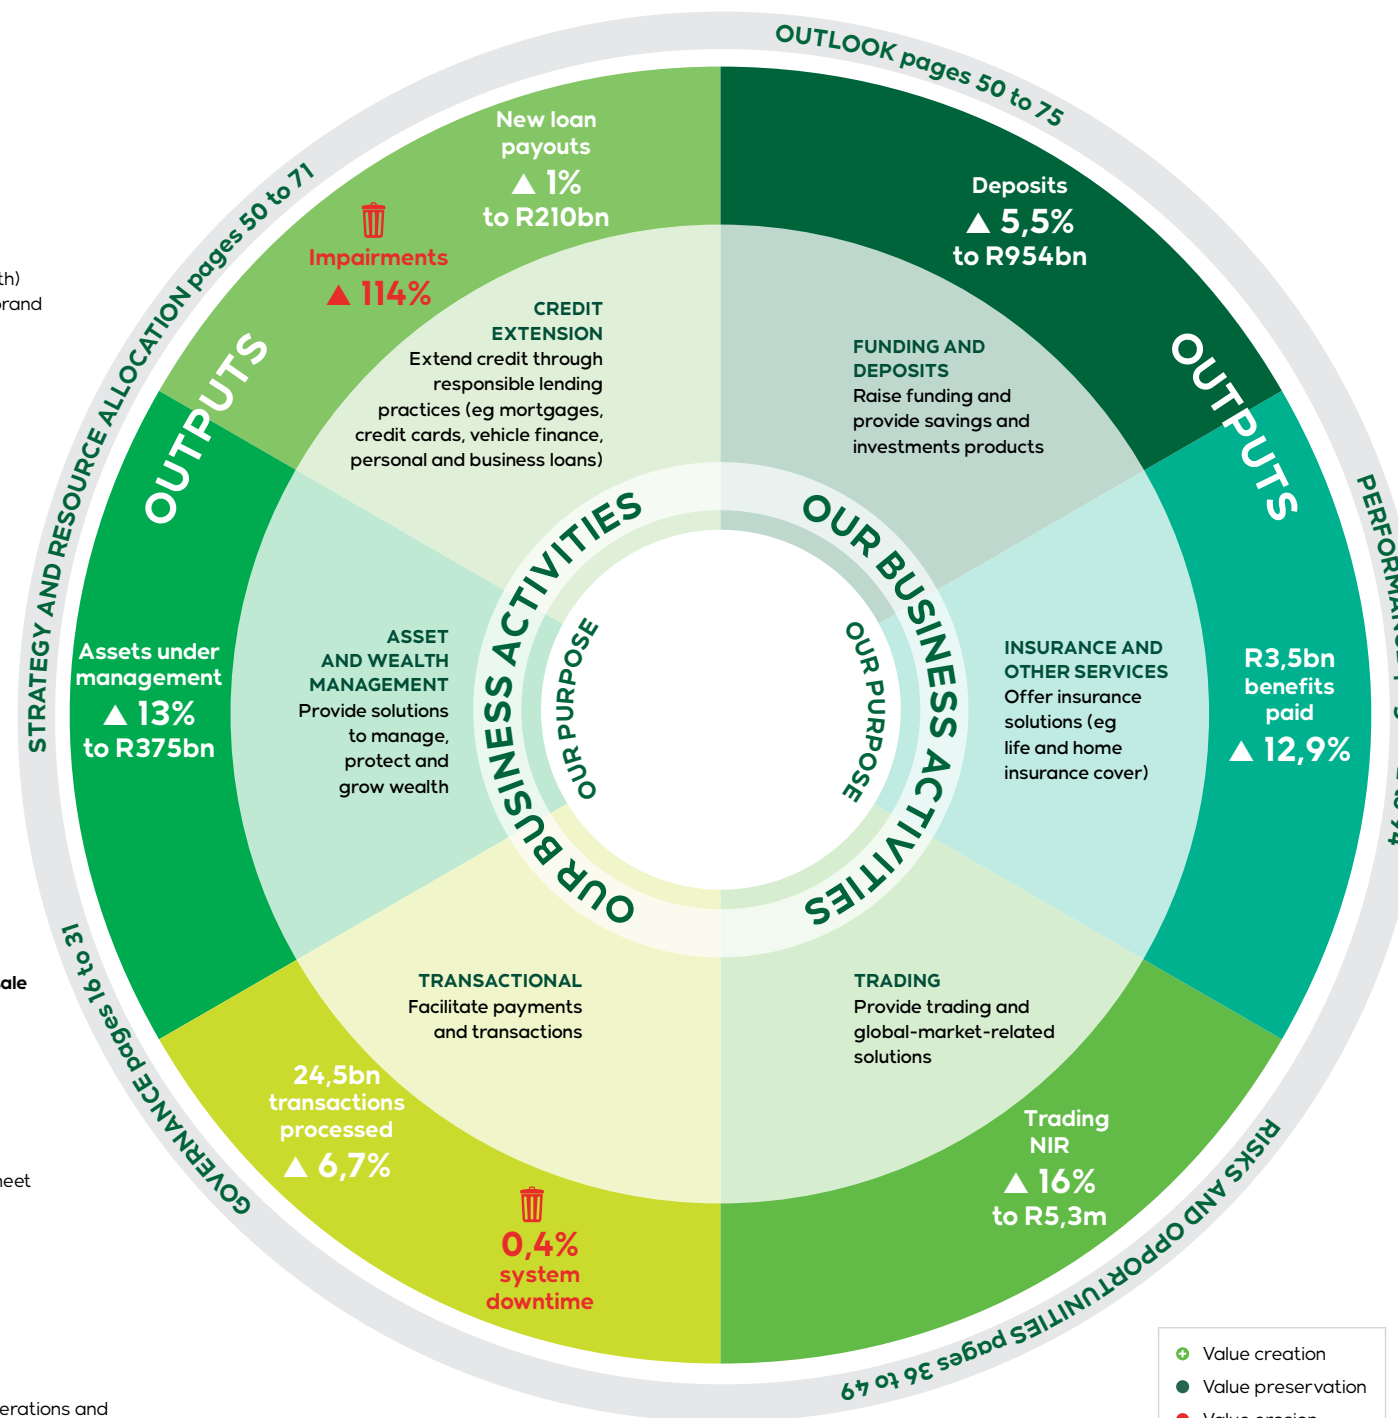 OUTLOOK pages 50 to 75
STRATEGY AND RESOURCE ALLOCATION pages 50 to 71
GOVERNANCE pages 16 to 31
RISKS AND OPPORTUNITIES pages 36 to 49
OUTPUTS
OUTPUTS
New loan
payouts
▲ 1%
to R210bn
Impairments
▲ 114%
CREDIT
EXTENSION
Extend credit through
responsible lending
practices (eg mortgages,
credit cards, vehicle finance,
personal and business loans)
Deposits
▲ 5,5%
to R954bn
FUNDING AND
DEPOSITS
Raise funding and
provide savings and
investments products
OUR BUSINESS ACTIVITIES
OUR BUSINESS ACTIVITIES
OUR PURPOSE
OUR PURPOSE
Assets under
management
▲ 13%
to R375bn
ASSET
AND WEALTH
MANAGEMENT
Provide solutions
to manage,
protect and
grow wealth
INSURANCE AND
OTHER SERVICES
Offer insurance
solutions (eg
life and home
insurance cover)
R3,5bn
benefits
paid
▲ 12,9%
TRANSACTIONAL
Facilitate payments
and transactions
24,5bn
transactions
processed
▲ 6,7%
0,4%
system
downtime
TRADING
Provide trading and
global-market-related
solutions
Trading
NIR
▲ 16%
to R5,3m
Value creation
Value preservation
Value erosion